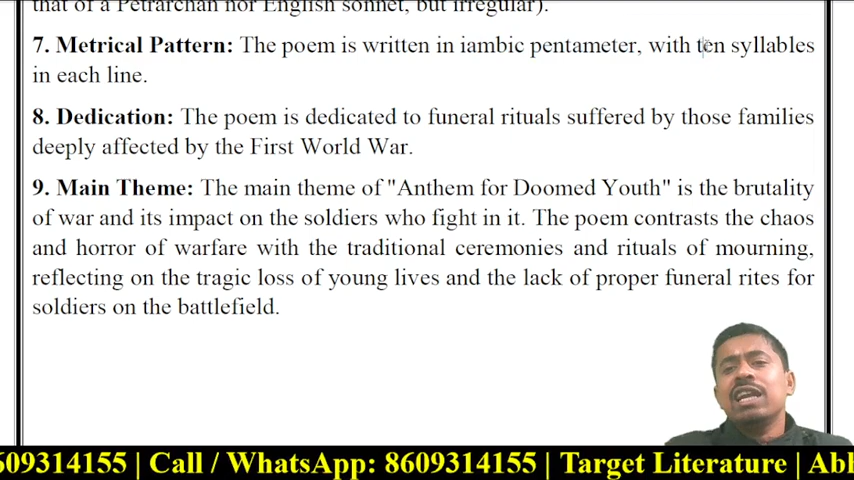 that of a Petrarchan nor English sonnet, but irregular).
7. Metrical Pattern: The poem is written in iambic pentameter, with ten syllables
in each line.
8. Dedication: The poem is dedicated to funeral rituals suffered by those families
deeply affected by the First World War.
9. Main Theme: The main theme of "Anthem for Doomed Youth" is the brutality
of war and its impact on the soldiers who fight in it. The poem contrasts the chaos
and horror of warfare with the traditional ceremonies and rituals of mourning,
reflecting on the tragic loss of young lives and the lack of proper funeral rites for
soldiers on the battlefield.
609314155 | Call / WhatsApp: 8609314155 | Target Literature |